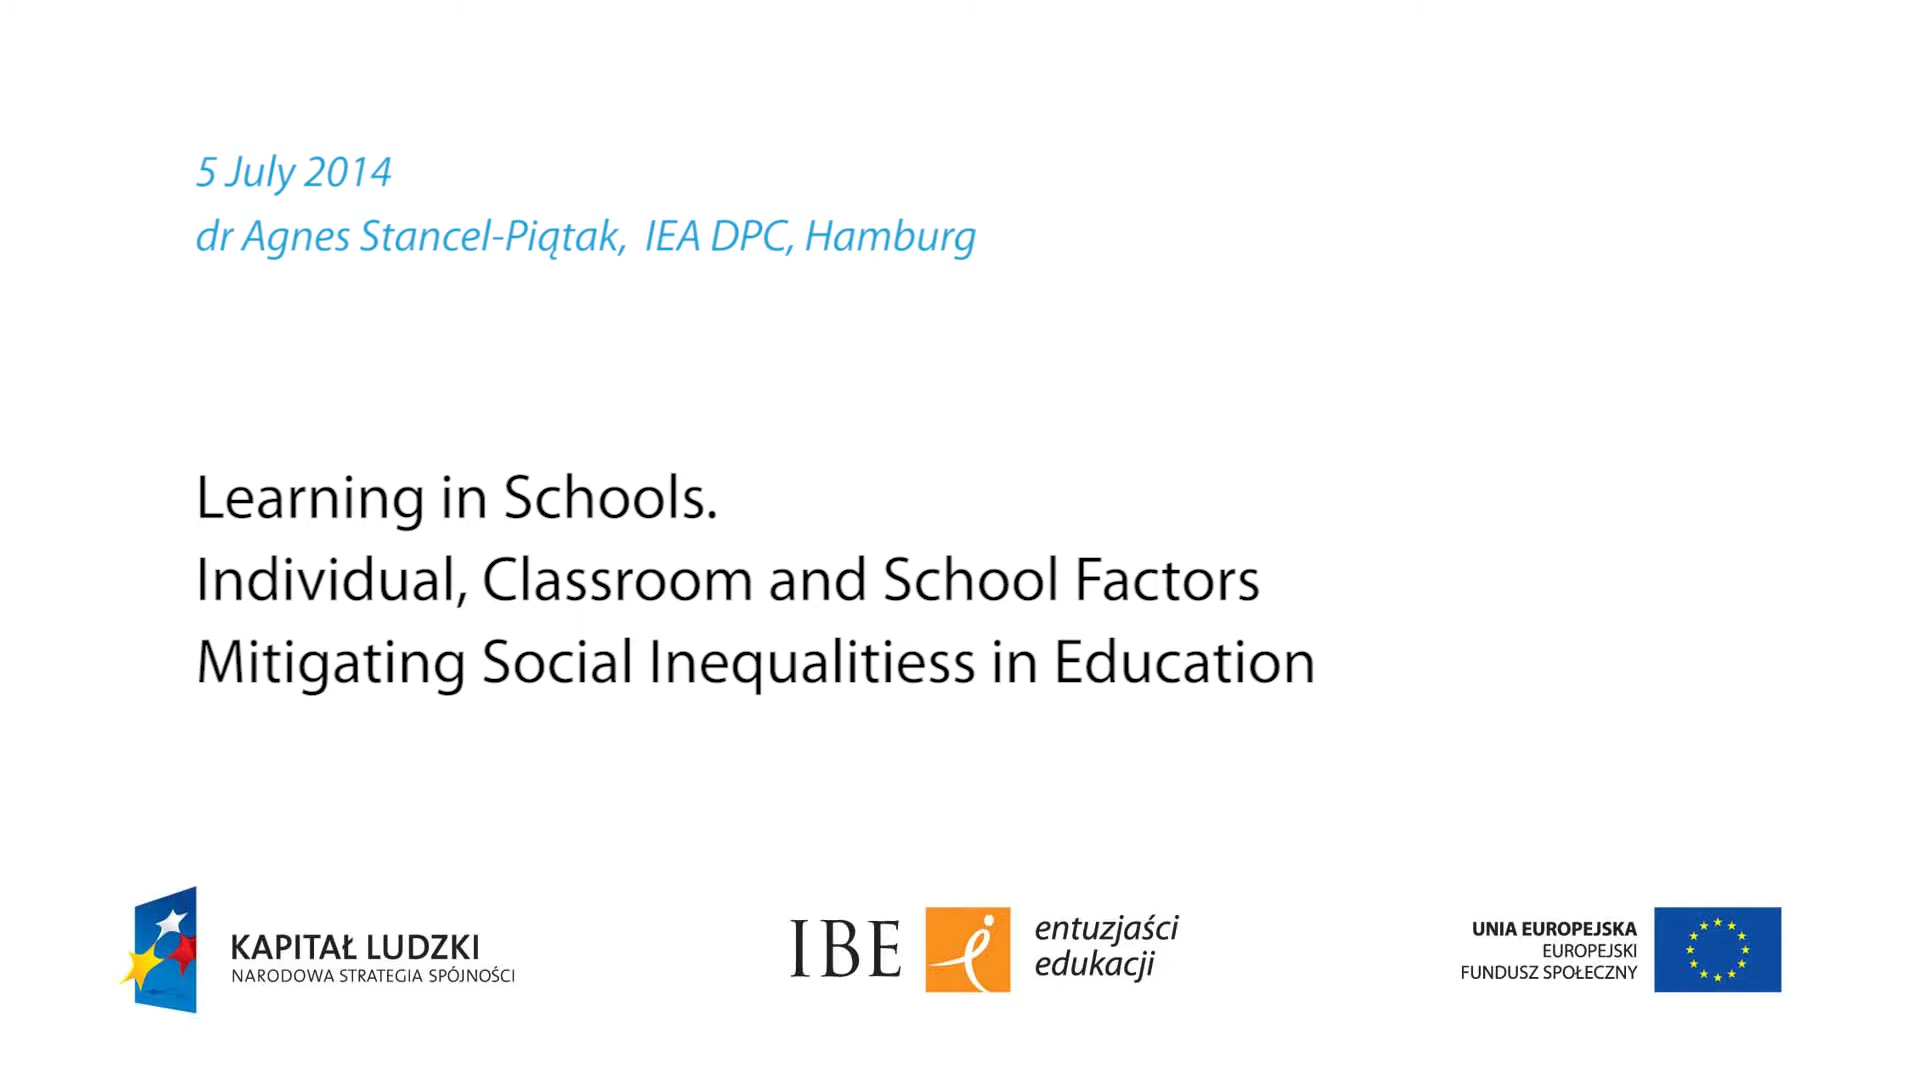 5 July 2014
dr Agnes Stancel-Piątak, IEA DPC, Hamburg
Learning in Schools.
Individual, Classroom and School Factors
Mitigating Social Inequalitiess in Education
KAPITAŁ LUDZKI
NARODOWA STRATEGIA SPÓJNOŚCI
IBE
entuzjaści
edukacji
UNIA EUROPEJSKA
EUROPEJSKI
FUNDUSZ SPOŁECZNY